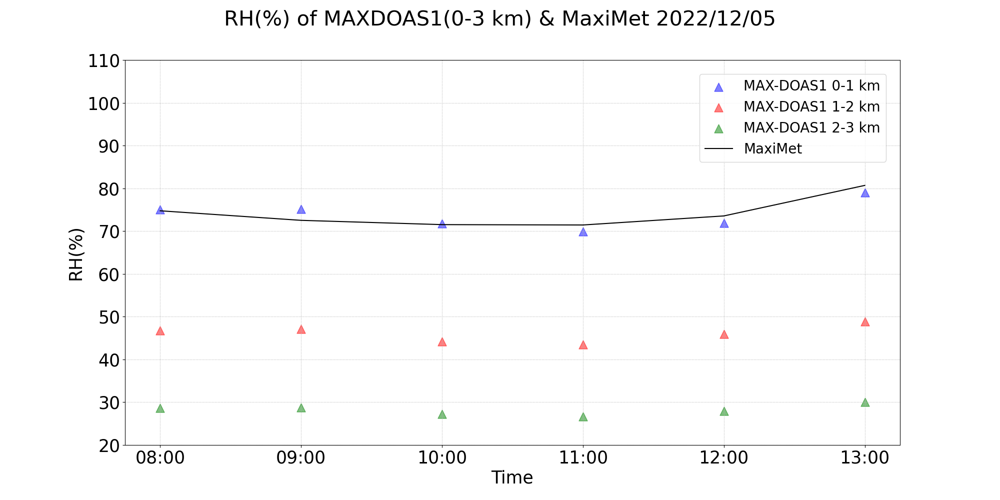 RH(%) of MAXDOAS1(0-3 km) & MaxiMet 2022/12/05
110
100
90
80
70
60
50
40
30
20
RH(%)
MAX-DOAS1 0-1 km
MAX-DOAS1 1-2 km
MAX-DOAS1 2-3 km
MaxiMet
08:00 09:00 10:00 11:00 12:00 13:00
Time